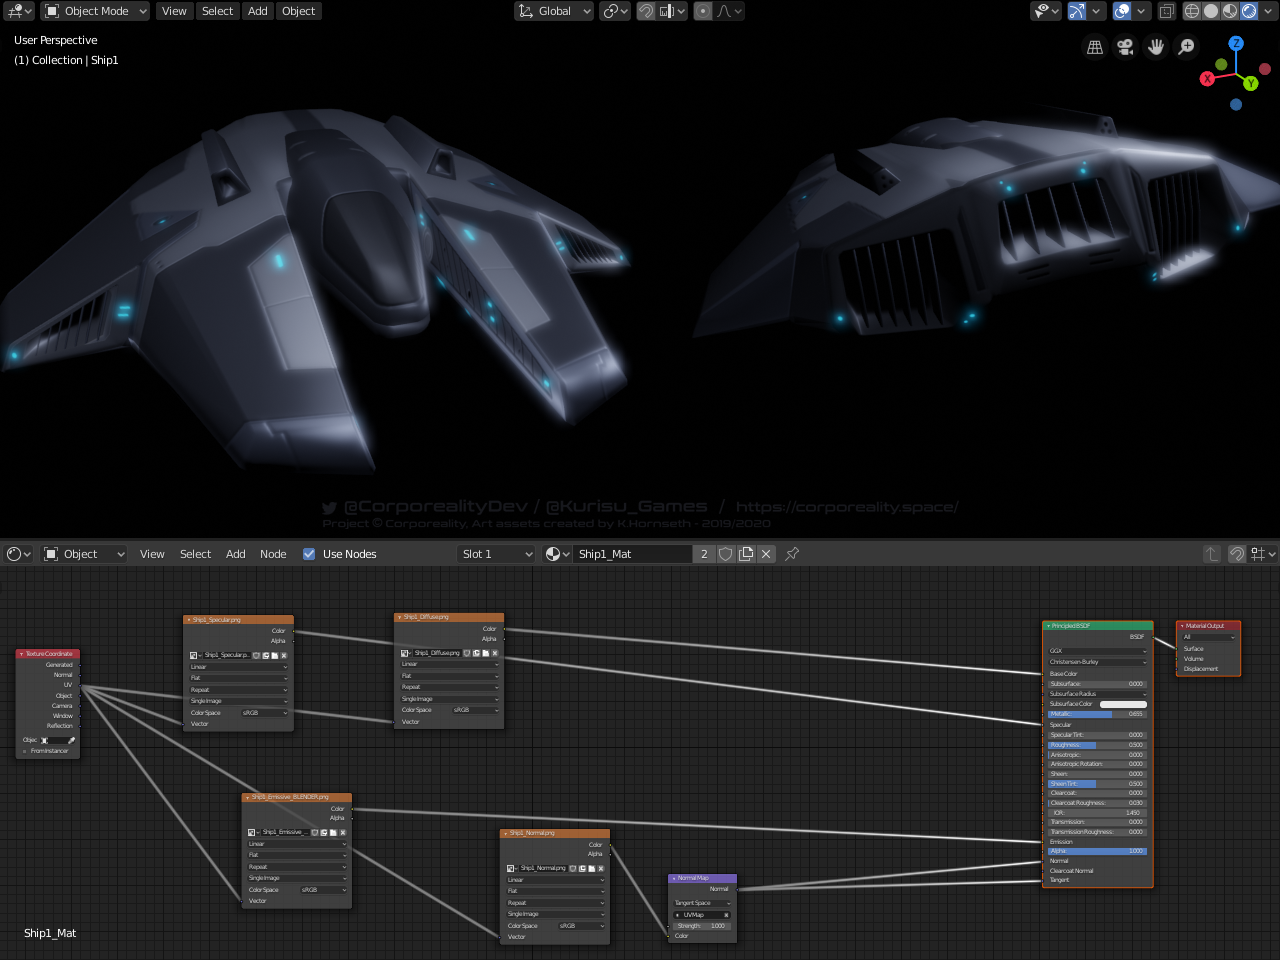 Object Mode View Select Add Object Global
User Perspective
(1) Collection | Ship1
Z
X
Y
@CorporealityDev / @Kurisu_Games / https://corporeality.space/
Project © Corporeality, Art assets created by K.Hornseth - 2019/2020
Object View Select Add Node Use Nodes Slot 1 Ship1_Mat 2
Texture Coordinate
Generated
Normal
UV
Object
Camera
Window
Reflection
Objec
From Instancer
Ship1_Specular.png
Color
Alpha
Ship1_Specular.p...
Linear
Flat
Repeat
Single Image
Color Space sRGB
Vector
Ship1_Diffuse.png
Color
Alpha
Ship1_Diffuse.png
Linear
Flat
Repeat
Single Image
Color Space sRGB
Vector
Ship1_Emissive_BLENDER.png
Color
Alpha
Ship1_Emissive_...
Linear
Flat
Repeat
Single Image
Color Space sRGB
Vector
Ship1_Normal.png
Color
Alpha
Ship1_Normal.png
Linear
Flat
Repeat
Single Image
Color Space sRGB
Vector
Normal Map
Normal
Tangent Space
UVMap
Strength: 1.000
Color
Principled BSDF
BSDF
GGX
Christensen-Burley
Base Color
Subsurface: 0.000
Subsurface Radius
Subsurface Color
Metallic: 0.655
Specular
Specular Tint: 0.000
Roughness: 0.500
Anisotropic: 0.000
Anisotropic Rotation: 0.000
Sheen: 0.000
Sheen Tint: 0.500
Clearcoat: 0.000
Clearcoat Roughness: 0.030
IOR: 1.450
Transmission: 0.000
Transmission Roughness: 0.000
Emission
Alpha: 1.000
Normal
Clearcoat Normal
Tangent
Material Output
All
Surface
Volume
Displacement
Ship1_Mat